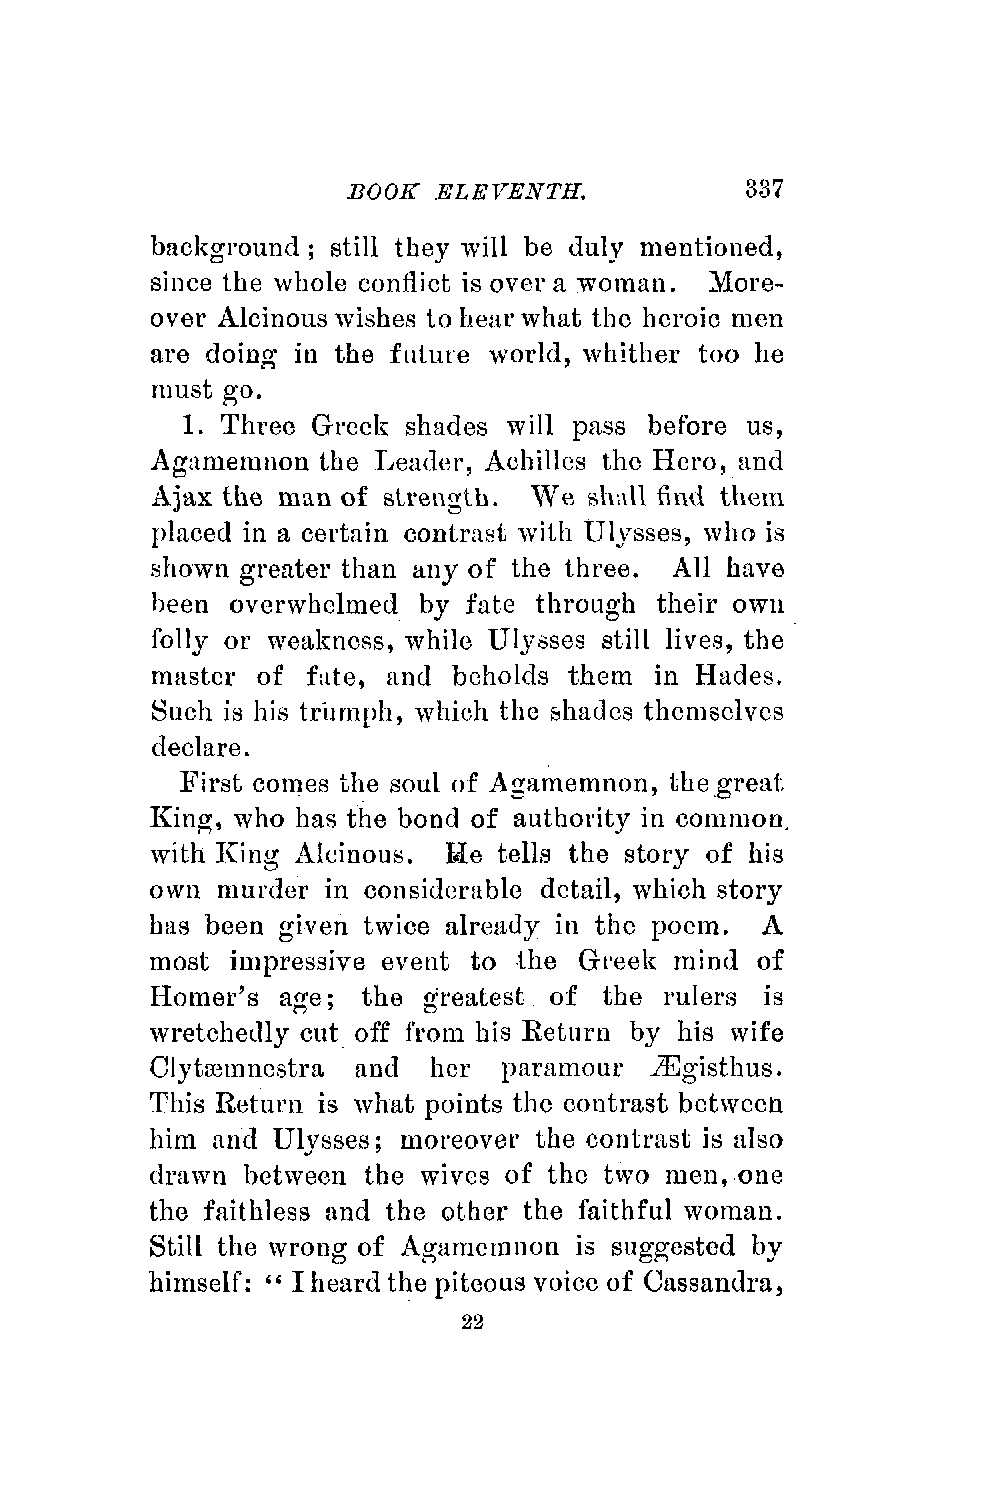 BOOK ELEVENTH. 337
background; still they will be duly mentioned,
since the whole conflict is over a woman. More-
over Alcinous wishes to hear what the heroic men
are doing in the future world, whither too he
must go.
1. Three Greek shades will pass before us,
Agamemnon the Leader, Achilles the Hero, and
Ajax the man of strength. We shall find them
placed in a certain contrast with Ulysses, who is
shown greater than any of the three. All have
been overwhelmed by fate through their own
folly or weakness, while Ulysses still lives, the
master of fate, and beholds them in Hades.
Such is his trumph, which the shades themselves
declare.
First comes the soul of Agamemnon, the great
King, who has the bond of authority in common
with King Alcinous. He tells the story of his
own murder in considerable detail, which story
has been given twice already in the poem. A
most impressive event to the Greek mind of
Homer's age; the greatest of the rulers is
wretchedly cut off from his Return by his wife
Clytæmnestra and her paramour Ægisthus.
This Return is what points the contrast between
him and Ulysses; moreover the contrast is also
drawn between the wives of the two men, one
the faithless and the other the faithful woman.
Still the wrong of Agamemnon is suggested by
himself: “ I heard the piteous voice of Cassandra,
22